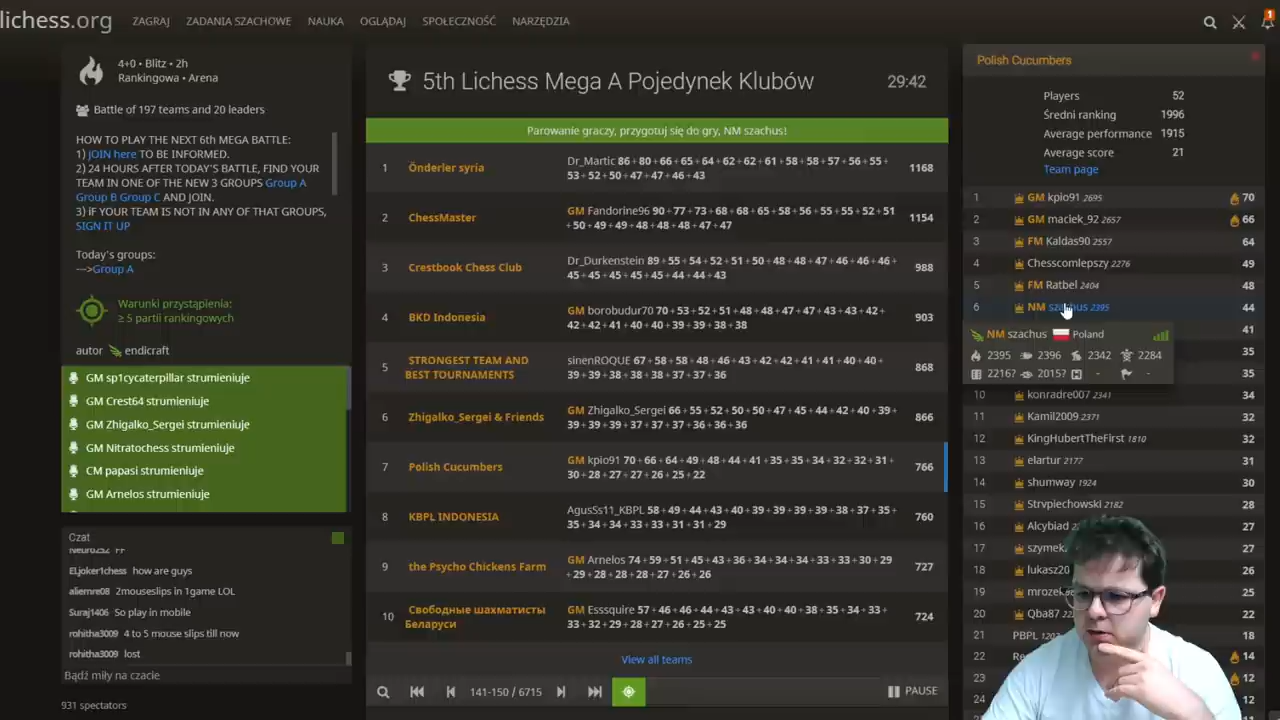 lichess.org ZAGRAJ ZADANIA SZACHOWE NAUKA OGLĄDAJ SPOŁECZNOŚĆ NARZĘDZIA 1
4+0 • Blitz • 2h
Rankingowa • Arena
Battle of 197 teams and 20 leaders
HOW TO PLAY THE NEXT 6th MEGA BATTLE:
1) JOIN here TO BE INFORMED.
2) 24 HOURS AFTER TODAY'S BATTLE, FIND YOUR
TEAM IN ONE OF THE NEW 3 GROUPS Group A
Group B Group C AND JOIN.
3) IF YOUR TEAM IS NOT IN ANY OF THAT GROUPS,
SIGN IT UP
Today's groups:
--->Group A
Warunki przystąpienia:
≥ 5 partii rankingowych
autor endicraft
GM sp1cycaterpillar strumieniuje
GM Crest64 strumieniuje
GM Zhigalko_Sergei strumieniuje
GM Nitratochess strumieniuje
CM papasi strumieniuje
GM Arnelos strumieniuje
Czat
ELjoker1chess how are guys
aliemre08 2mouseslips in 1game LOL
Suraj1406 So play in mobile
rohitha3009 4 to 5 mouse slips till now
rohitha3009 lost
Bądź miły na czacie
931 spectators
5th Lichess Mega A Pojedynek Klubów 29:42
Parowanie graczy, przygotuj się do gry, NM szachus!
1 Önderler syria Dr_Martic 86 + 80 + 66 + 65 + 64 + 62 + 62 + 61 + 58 + 58 + 57 + 56 + 55 +
53 + 52 + 50 + 47 + 47 + 46 + 43 1168
2 ChessMaster GM Fandorine96 90 + 77 + 73 + 68 + 68 + 65 + 58 + 56 + 55 + 55 + 52 + 51
+ 50 + 49 + 49 + 48 + 48 + 48 + 47 + 47 1154
3 Crestbook Chess Club Dr_Durkenstein 89 + 55 + 54 + 52 + 51 + 50 + 48 + 47 + 46 + 46 + 46 +
45 + 45 + 45 + 45 + 45 + 44 + 44 + 43 988
4 BKD Indonesia GM borobudur70 70 + 53 + 52 + 51 + 48 + 48 + 47 + 47 + 43 + 43 + 42 +
42 + 42 + 41 + 40 + 40 + 39 + 39 + 38 + 38 903
5 STRONGEST TEAM AND
BEST TOURNAMENTS sinenROQUE 67 + 58 + 58 + 48 + 46 + 43 + 42 + 42 + 41 + 41 + 40 + 40 +
39 + 39 + 38 + 38 + 38 + 37 + 37 + 36 868
6 Zhigalko_Sergei & Friends GM Zhigalko_Sergei 66 + 55 + 52 + 50 + 50 + 47 + 45 + 44 + 42 + 40 + 39 +
39 + 39 + 39 + 37 + 37 + 37 + 36 + 36 + 36 866
7 Polish Cucumbers GM kpio91 70 + 66 + 64 + 49 + 48 + 44 + 41 + 35 + 35 + 34 + 32 + 32 + 31 +
30 + 28 + 27 + 27 + 26 + 25 + 22 766
8 KBPL INDONESIA AgusSs11_KBPL 58 + 49 + 44 + 43 + 40 + 39 + 39 + 39 + 39 + 38 + 37 + 35 +
35 + 34 + 34 + 33 + 33 + 31 + 31 + 29 760
9 the Psycho Chickens Farm GM Arnelos 74 + 59 + 51 + 45 + 43 + 36 + 34 + 34 + 34 + 33 + 33 + 30 + 29
+ 29 + 28 + 28 + 28 + 27 + 26 + 26 727
10 Свободные шахматисты
Беларуси GM Esssquire 57 + 46 + 46 + 44 + 43 + 43 + 40 + 40 + 38 + 35 + 34 + 33 +
33 + 32 + 29 + 28 + 27 + 26 + 25 + 25 724
View all teams
141-150 / 6715 PAUSE
Polish Cucumbers
Players 52
Średni ranking 1996
Average performance 1915
Average score 21
Team page
1 GM kpio91 2695 70
2 GM maciek_92 2657 66
3 FM Kaldas90 2557 64
4 Chesscomlepszy 2276 49
5 FM Ratbel 2404 48
6 NM szachus 2395 44
NM szachus Poland 41
2395 2396 2342 2284 35
2216? 2015? - - 35
10 konradre007 2341 34
11 Kamil2009 2371 32
12 KingHubertTheFirst 1810 32
13 elartur 2177 31
14 shumway 1924 30
15 Strvpiechowski 2182 28
16 Alcybiad 27
17 szymek 27
18 lukasz20 26
19 mrozek 25
20 Qba87 22
21 PBPL 18
22 14
23 12
24 12